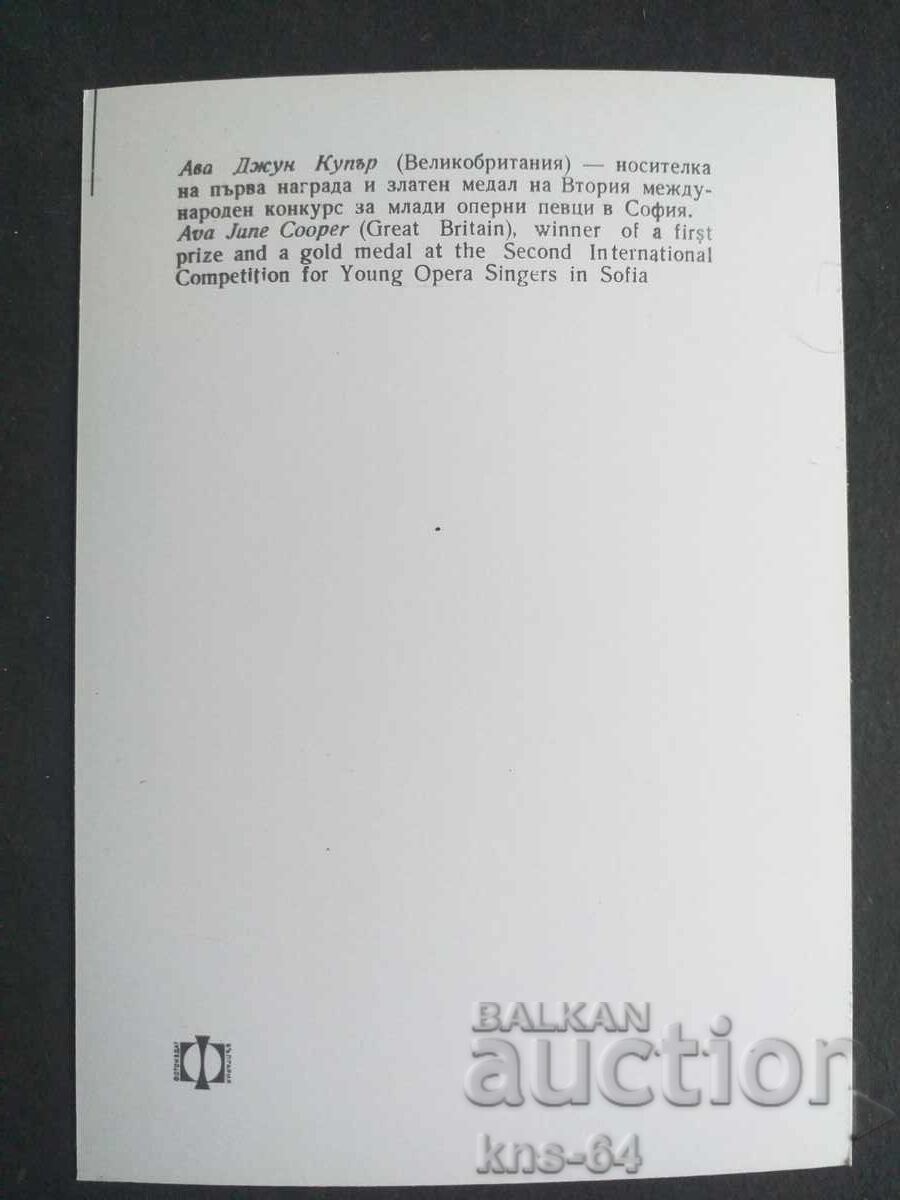 Ава Джун Купър (Великобритания) — носителка
на първа награда и златен медал на Втория между-
народен конкурс за млади оперни певци в София.
Ava June Cooper (Great Britain), winner of a first
prize and a gold medal at the Second International
Competition for Young Opera Singers in Sofia
ФОТОИЗДАТ
БЪЛГАРИЯ
BALKAN
auction
kns-64